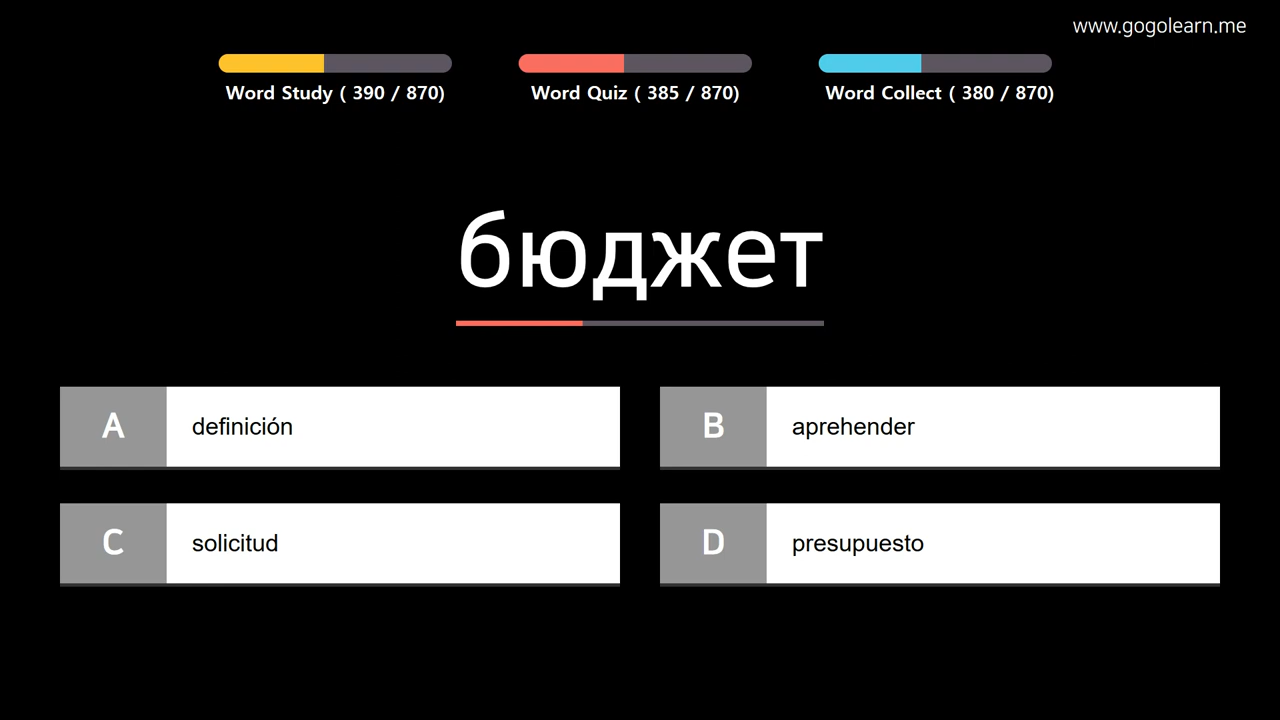 www.gogolearn.me
Word Study ( 390 / 870)
Word Quiz ( 385 / 870)
Word Collect ( 380 / 870)
бюджет
A definición
B aprehender
C solicitud
D presupuesto